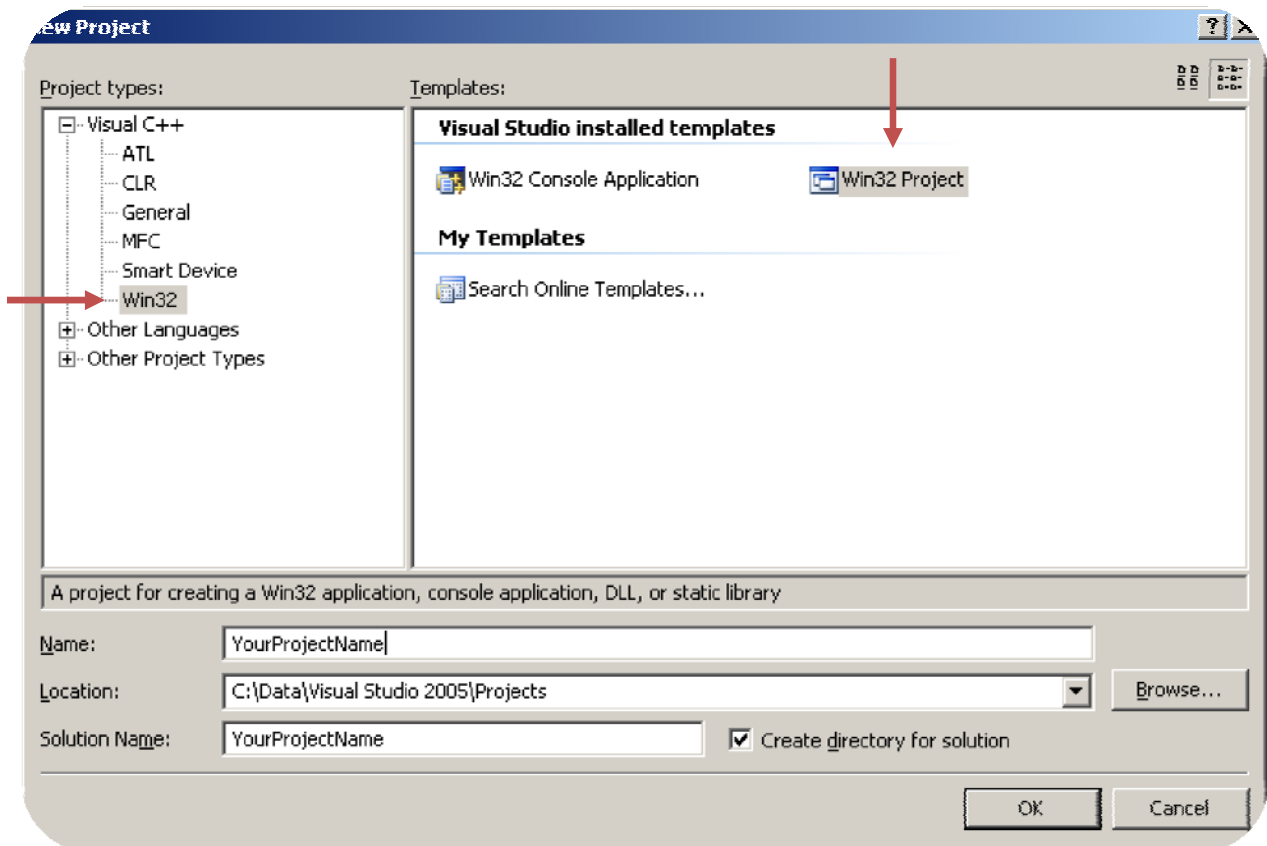 ew Project
Project types:
Templates:
Visual C++
ATL
CLR
General
MFC
Smart Device
Win32
Other Languages
Other Project Types
Visual Studio installed templates
Win32 Console Application
Win32 Project
My Templates
Search Online Templates...
A project for creating a Win32 application, console application, DLL, or static library
Name:
YourProjectName
Location:
C:\Data\Visual Studio 2005\Projects
Browse...
Solution Name:
YourProjectName
Create directory for solution
OK
Cancel